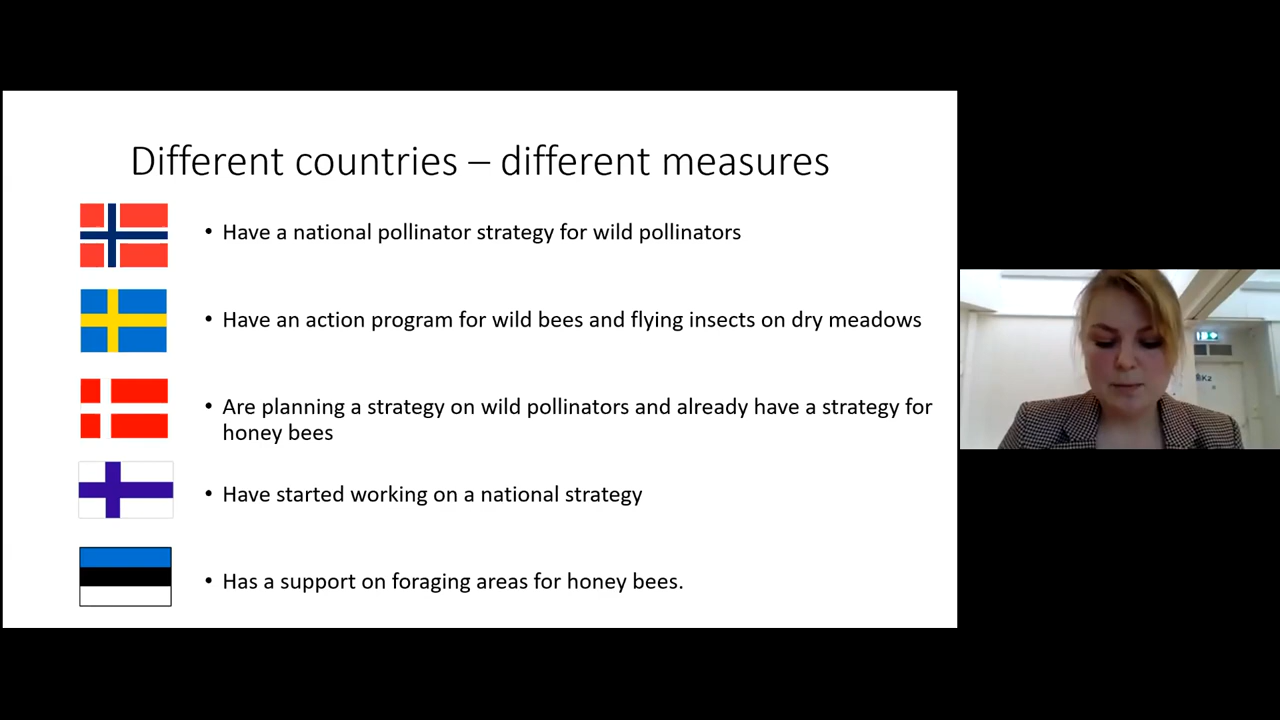 Different countries – different measures
• Have a national pollinator strategy for wild pollinators
• Have an action program for wild bees and flying insects on dry meadows
• Are planning a strategy on wild pollinators and already have a strategy for
honey bees
• Have started working on a national strategy
• Has a support on foraging areas for honey bees.